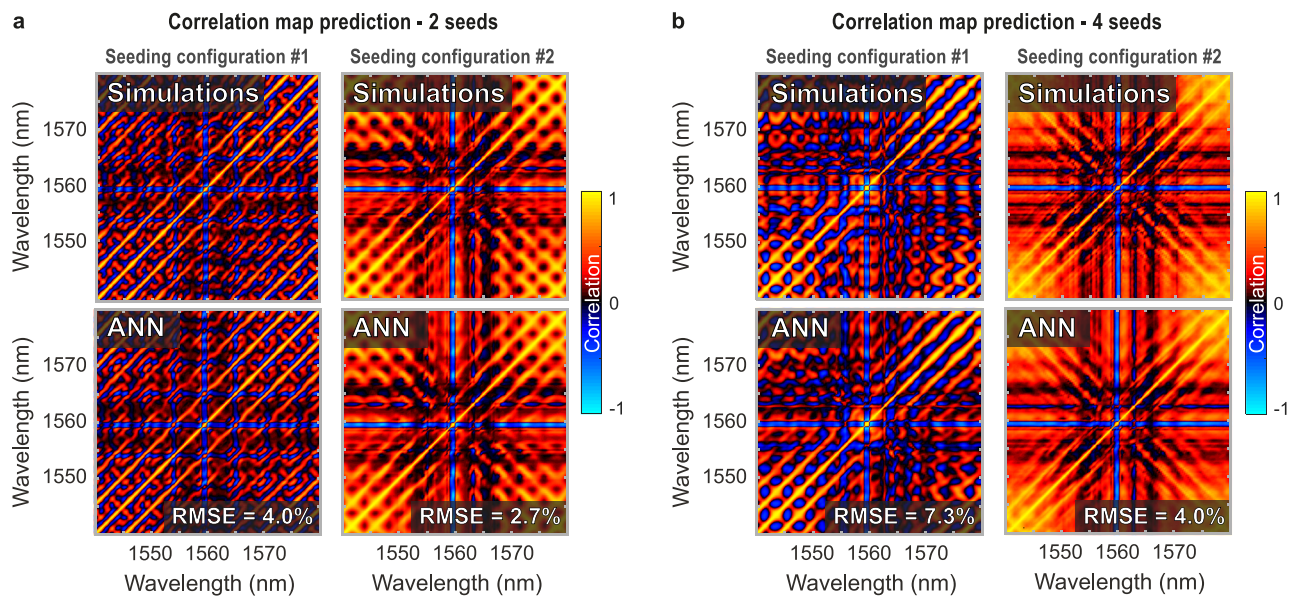 a
Correlation map prediction - 2 seeds
Seeding configuration #1
Seeding configuration #2
Simulations
Simulations
Wavelength (nm)
1570
1560
1550
ANN
ANN
Wavelength (nm)
1570
1560
1550
RMSE = 4.0%
RMSE = 2.7%
1550 1560 1570
1550 1560 1570
Wavelength (nm)
Wavelength (nm)
1
Correlation
0
-1
b
Correlation map prediction - 4 seeds
Seeding configuration #1
Seeding configuration #2
Simulations
Simulations
Wavelength (nm)
1570
1560
1550
ANN
ANN
Wavelength (nm)
1570
1560
1550
RMSE = 7.3%
RMSE = 4.0%
1550 1560 1570
1550 1560 1570
Wavelength (nm)
Wavelength (nm)
1
Correlation
0
-1